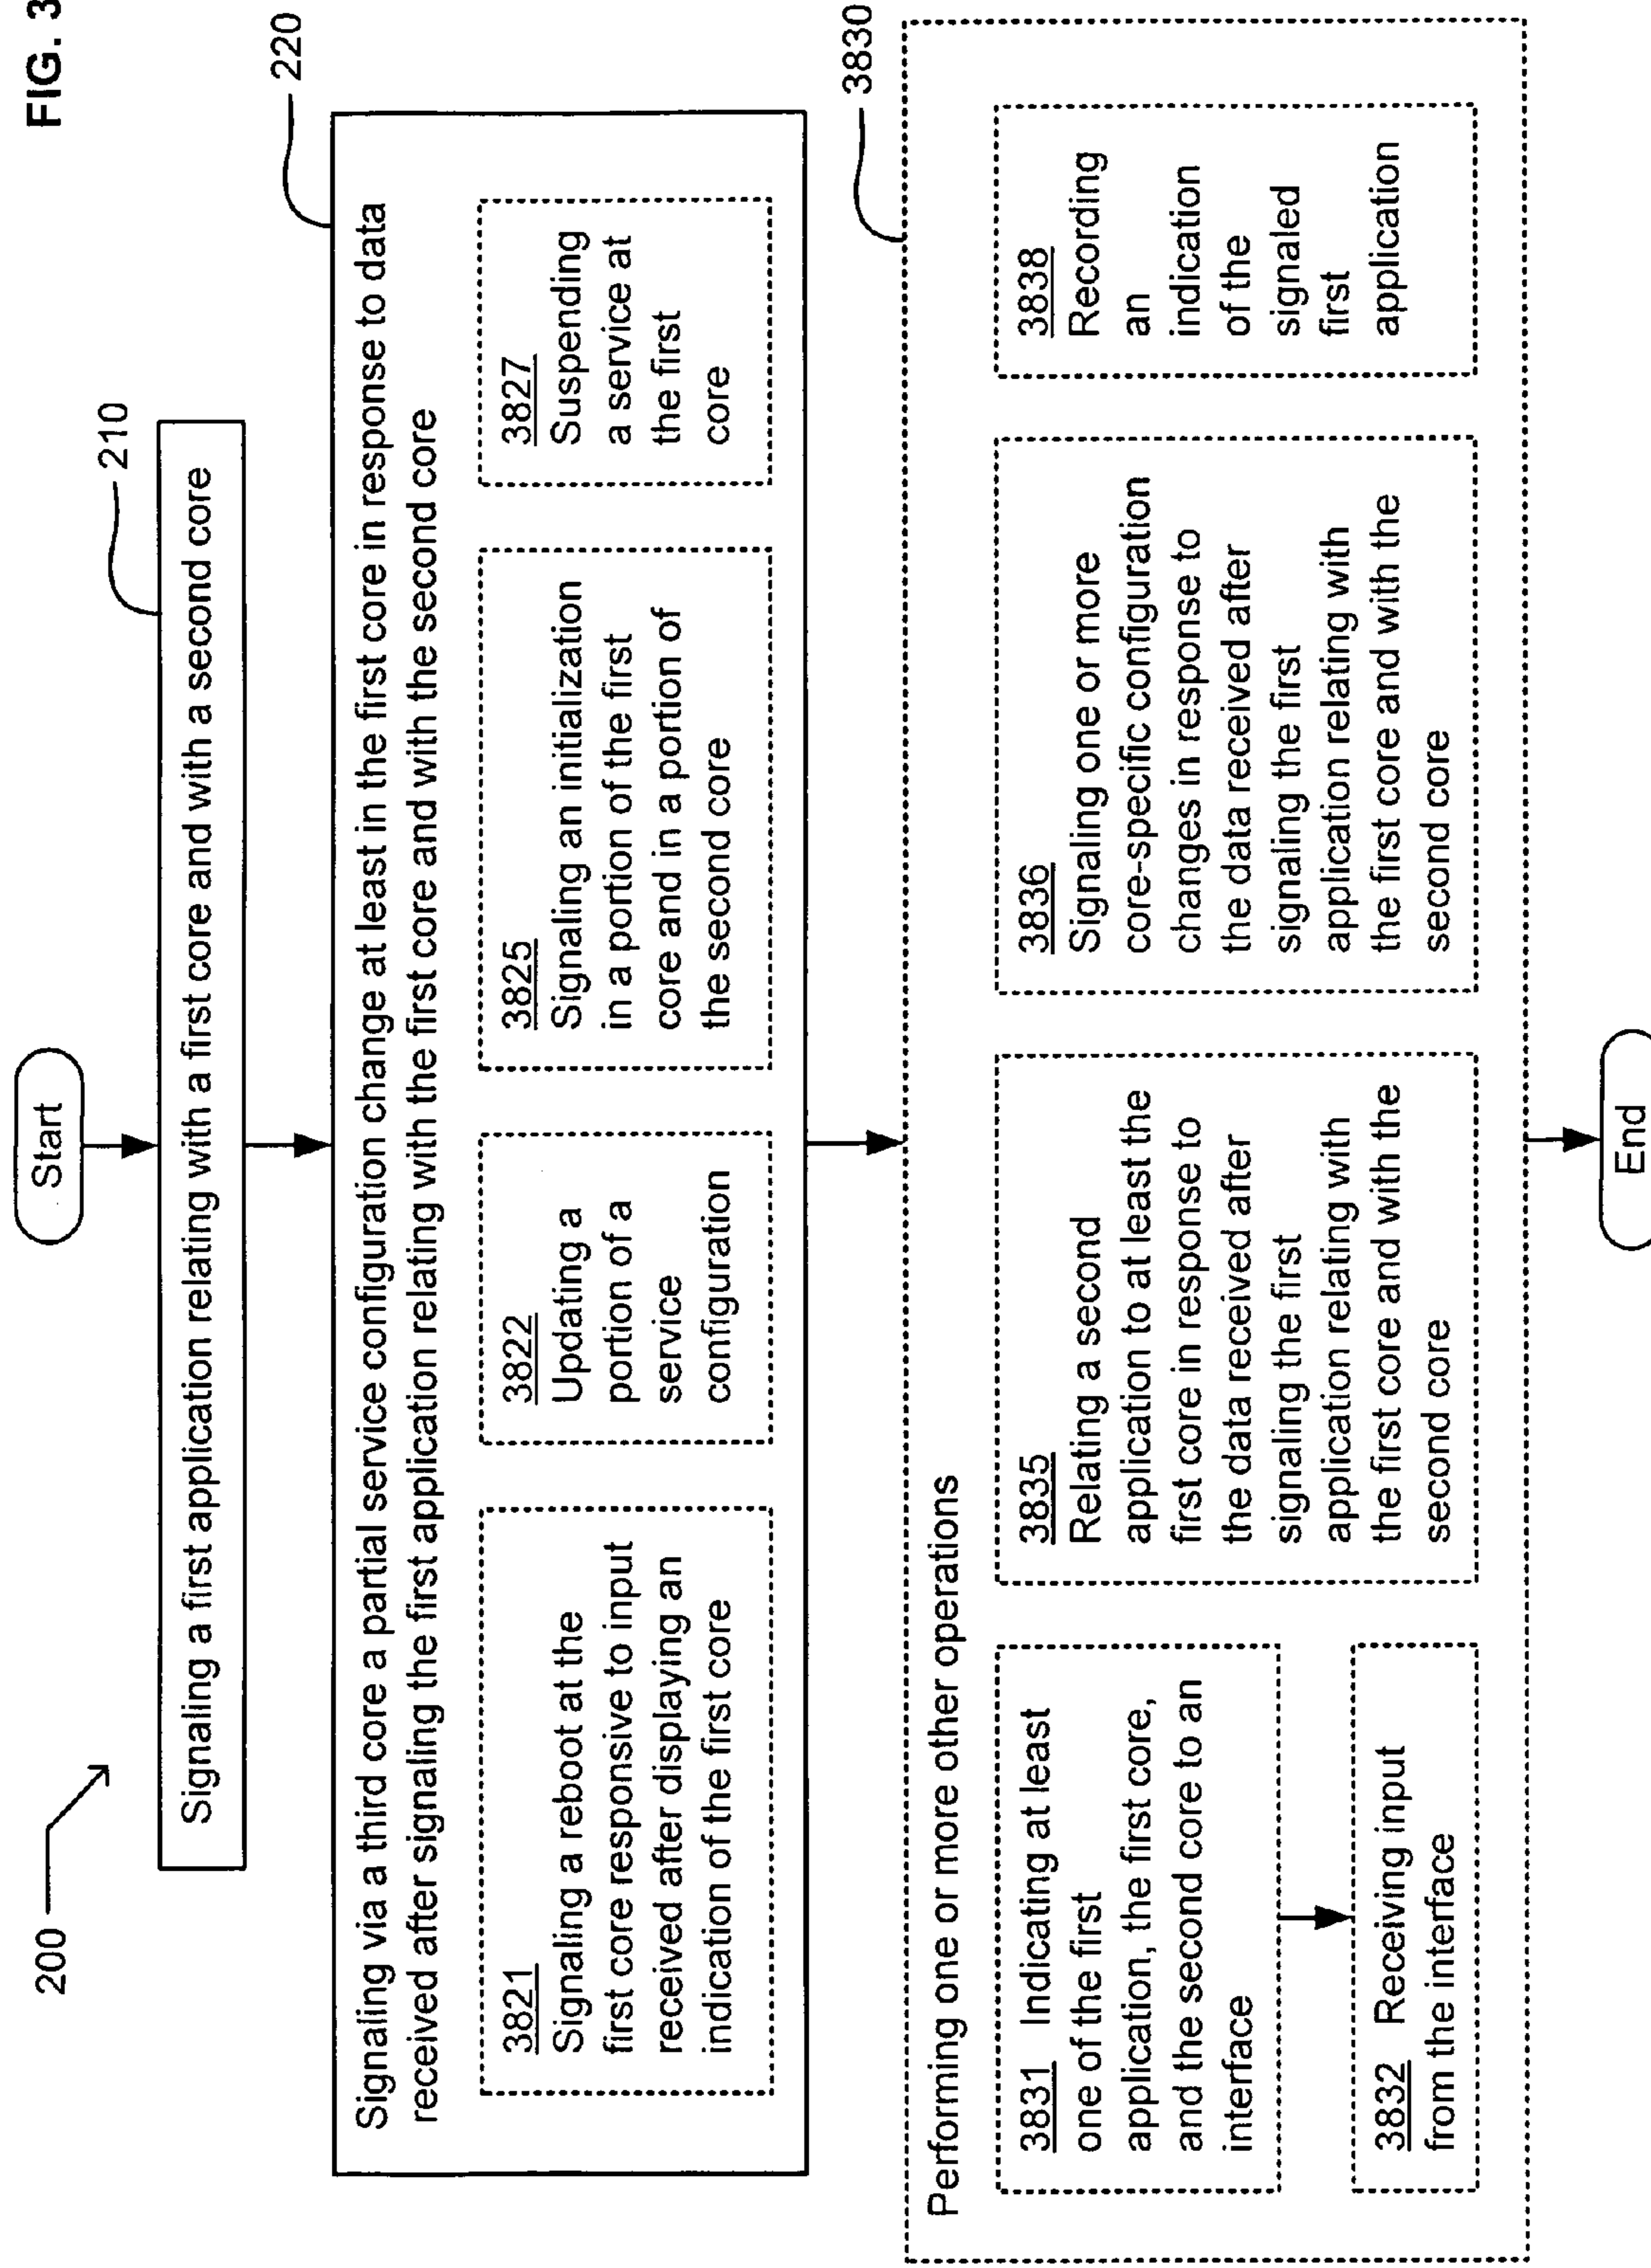 FIG. 3
200
Start
210
Signaling a first application relating with a first core and with a second core
220
Signaling via a third core a partial service configuration change at least in the first core in response to data
received after signaling the first application relating with the first core and with the second core
3821
Signaling a reboot at the
first core responsive to input
received after displaying an
indication of the first core
3822
Updating a
portion of a
service
configuration
3825
Signaling an initialization
in a portion of the first
core and in a portion of
the second core
3827
Suspending
a service at
the first
core
3830
Performing one or more other operations
3831 Indicating at least
one of the first
application, the first core,
and the second core to an
interface
3832 Receiving input
from the interface
3835
Relating a second
application to at least the
first core in response to
the data received after
signaling the first
application relating with
the first core and with the
second core
3836
Signaling one or more
core-specific configuration
changes in response to
the data received after
signaling the first
application relating with
the first core and with the
second core
3838
Recording
an
indication
of the
signaled
first
application
End